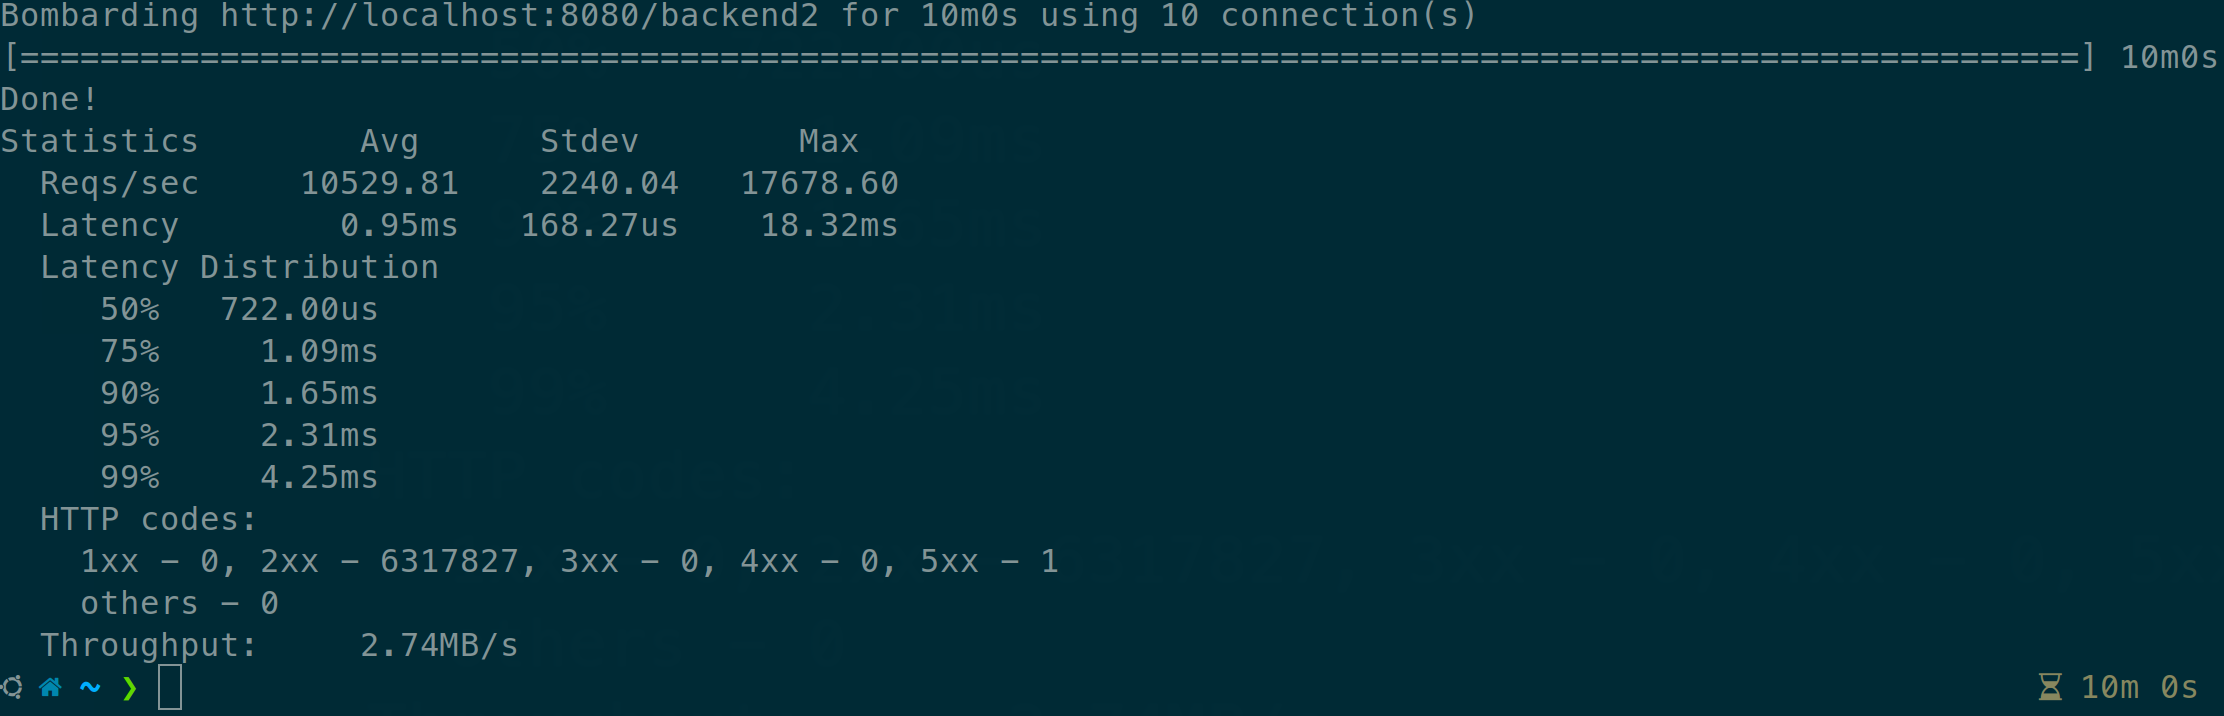 Bombarding http://localhost:8080/backend2 for 10m0s using 10 connection(s)
[=======================================================================================================] 10m0s
Done!
Statistics        Avg      Stdev        Max
  Reqs/sec     10529.81    2240.04   17678.60
  Latency        0.95ms   168.27us    18.32ms
  Latency Distribution
     50%   722.00us
     75%     1.09ms
     90%     1.65ms
     95%     2.31ms
     99%     4.25ms
  HTTP codes:
    1xx - 0, 2xx - 6317827, 3xx - 0, 4xx - 0, 5xx - 1
    others - 0
  Throughput:     2.74MB/s
~ ❯ 10m 0s